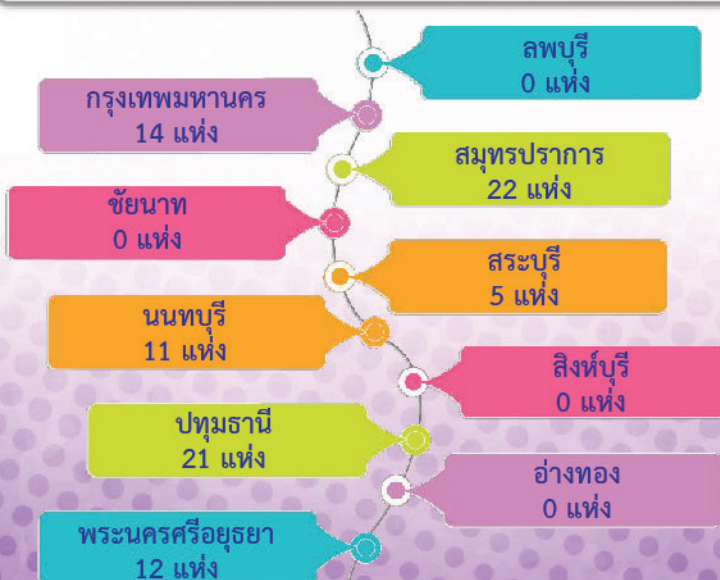 ลพบุรี
0 แห่ง
กรุงเทพมหานคร
14 แห่ง
สมุทรปราการ
22 แห่ง
ชัยนาท
0 แห่ง
สระบุรี
5 แห่ง
นนทบุรี
11 แห่ง
สิงห์บุรี
0 แห่ง
ปทุมธานี
21 แห่ง
อ่างทอง
0 แห่ง
พระนครศรีอยุธยา
12 แห่ง